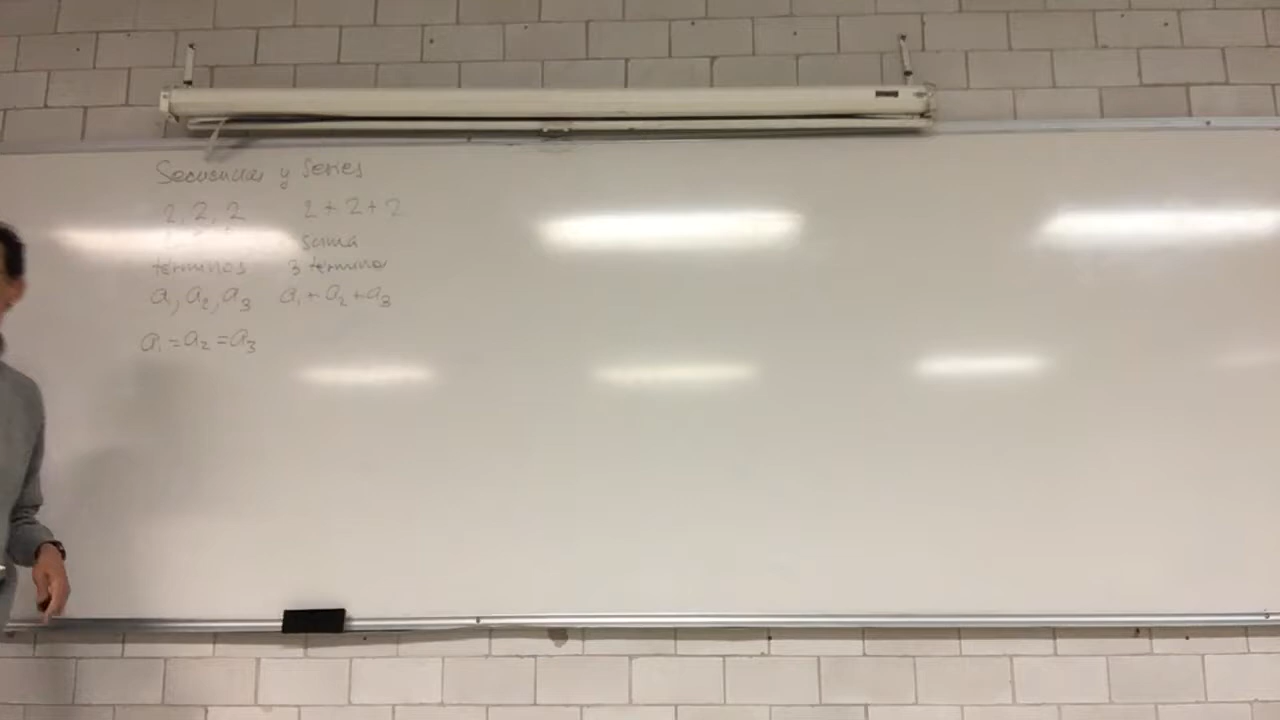 Secuencias y Series
2, 2, 2 2 + 2 + 2
suma
términos 3 término
a1, a2, a3 a1 + a2 + a3
a1 = a2 = a3